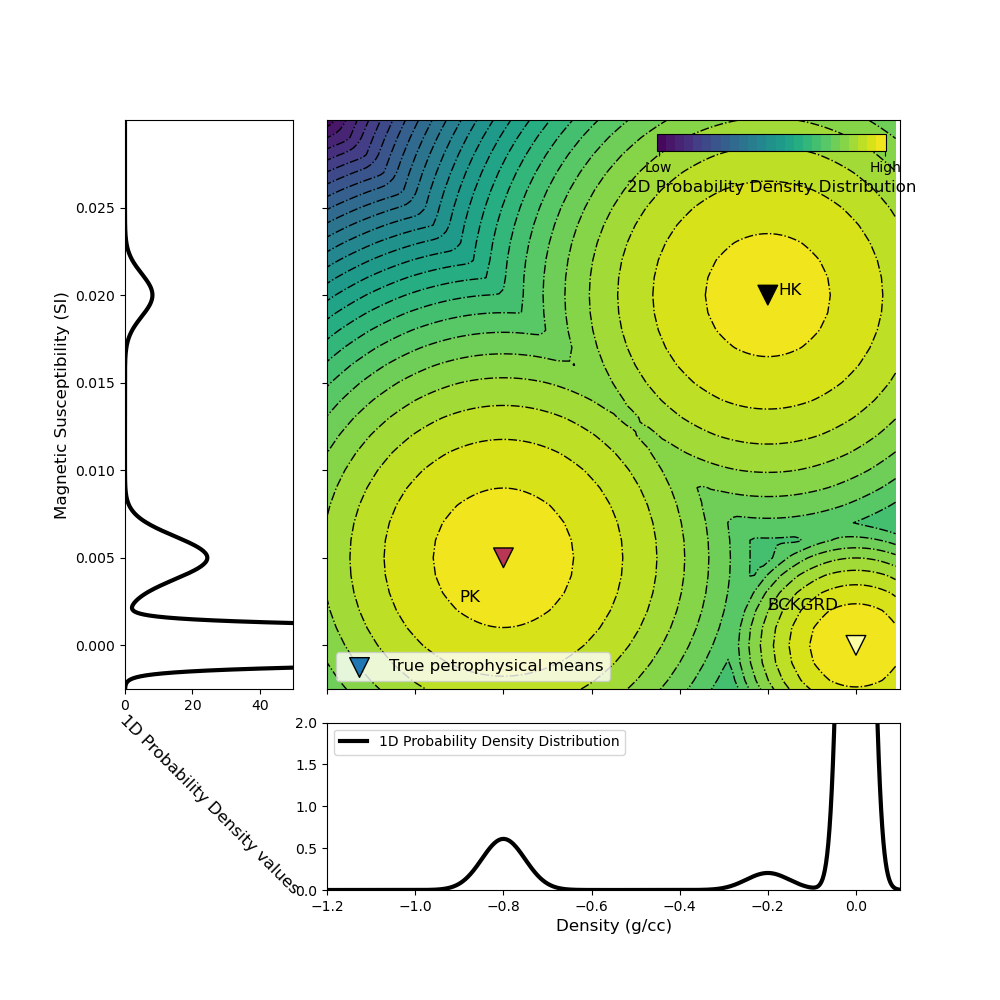 Low High
2D Probability Density Distribution
HK
PK
BCKGRD
True petrophysical means
Magnetic Susceptibility (SI)
0.025
0.020
0.015
0.010
0.005
0.000
0 20 40
1D Probability Density values
1D Probability Density Distribution
2.0
1.5
1.0
0.5
0.0
−1.2 −1.0 −0.8 −0.6 −0.4 −0.2 0.0
Density (g/cc)